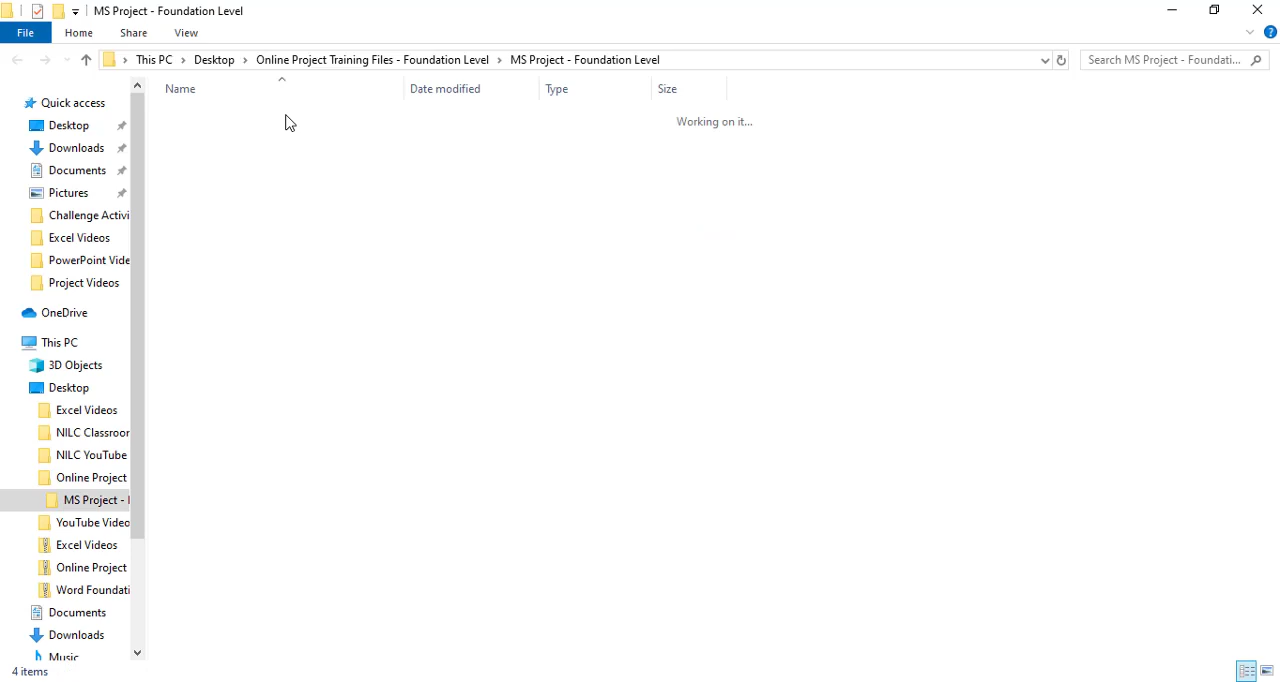 MS Project - Foundation Level
File Home Share View
This PC Desktop Online Project Training Files - Foundation Level MS Project - Foundation Level
Search MS Project - Foundati...
Name Date modified Type Size
Working on it...
Quick access
Desktop
Downloads
Documents
Pictures
Challenge Activi
Excel Videos
PowerPoint Vide
Project Videos
OneDrive
This PC
3D Objects
Desktop
Excel Videos
NILC Classroor
NILC YouTube
Online Project
MS Project - 
YouTube Video
Excel Videos
Online Project
Word Foundati
Documents
Downloads
Music
4 items